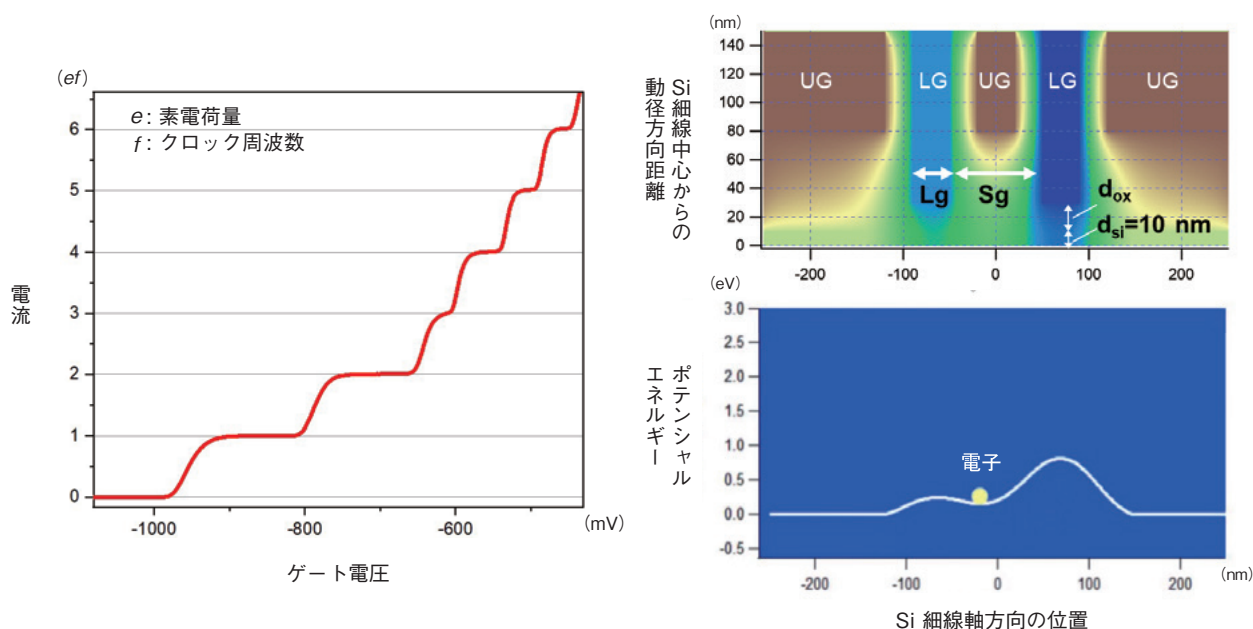 (ef)
e: 素電荷量
f: クロック周波数
6
5
4
3
2
1
0
電流
-1000
-800
-600
(mV)
ゲート電圧
(nm)
140
120
100
80
60
40
20
0
Si 細線中心からの
動径方向距離
UG
LG
UG
LG
UG
Lg
Sg
dox
dsi=10 nm
-200
-100
0
100
200
(eV)
3.0
2.5
2.0
1.5
1.0
0.5
0.0
-0.5
ポテンシャル
エネルギー
電子
-200
-100
0
100
200
(nm)
Si 細線軸方向の位置